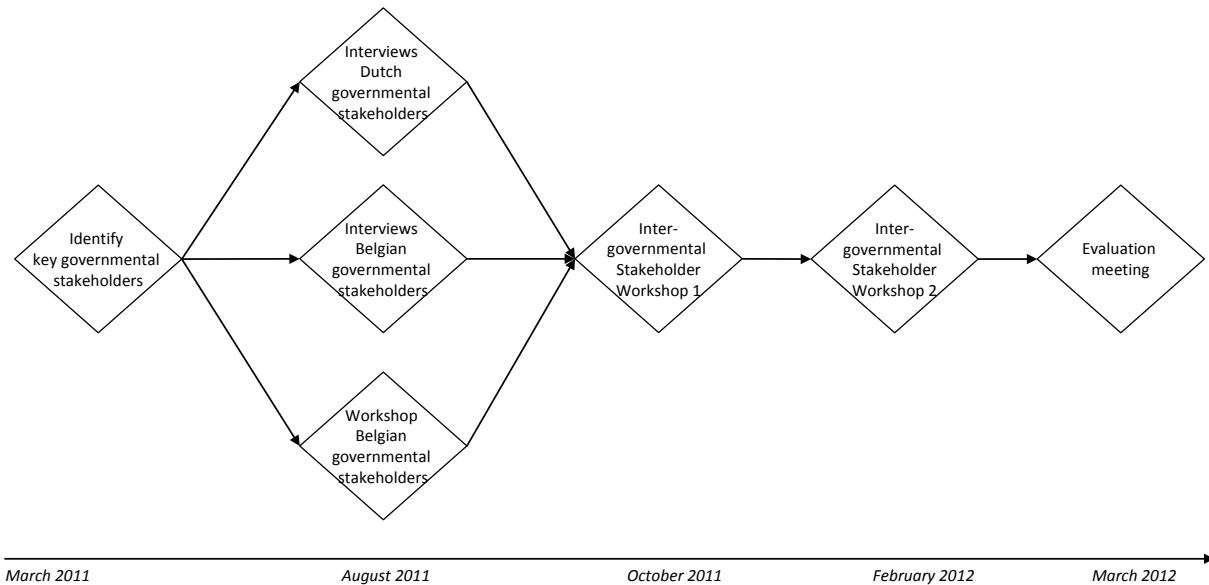 Interviews
Dutch
governmental
stakeholders
Identify
key governmental
stakeholders
Interviews
Belgian
governmental
stakeholders
Inter-
governmental
Stakeholder
Workshop 1
Inter-
governmental
Stakeholder
Workshop 2
Evaluation
meeting
Workshop
Belgian
governmental
stakeholders
March 2011
August 2011
October 2011
February 2012
March 2012